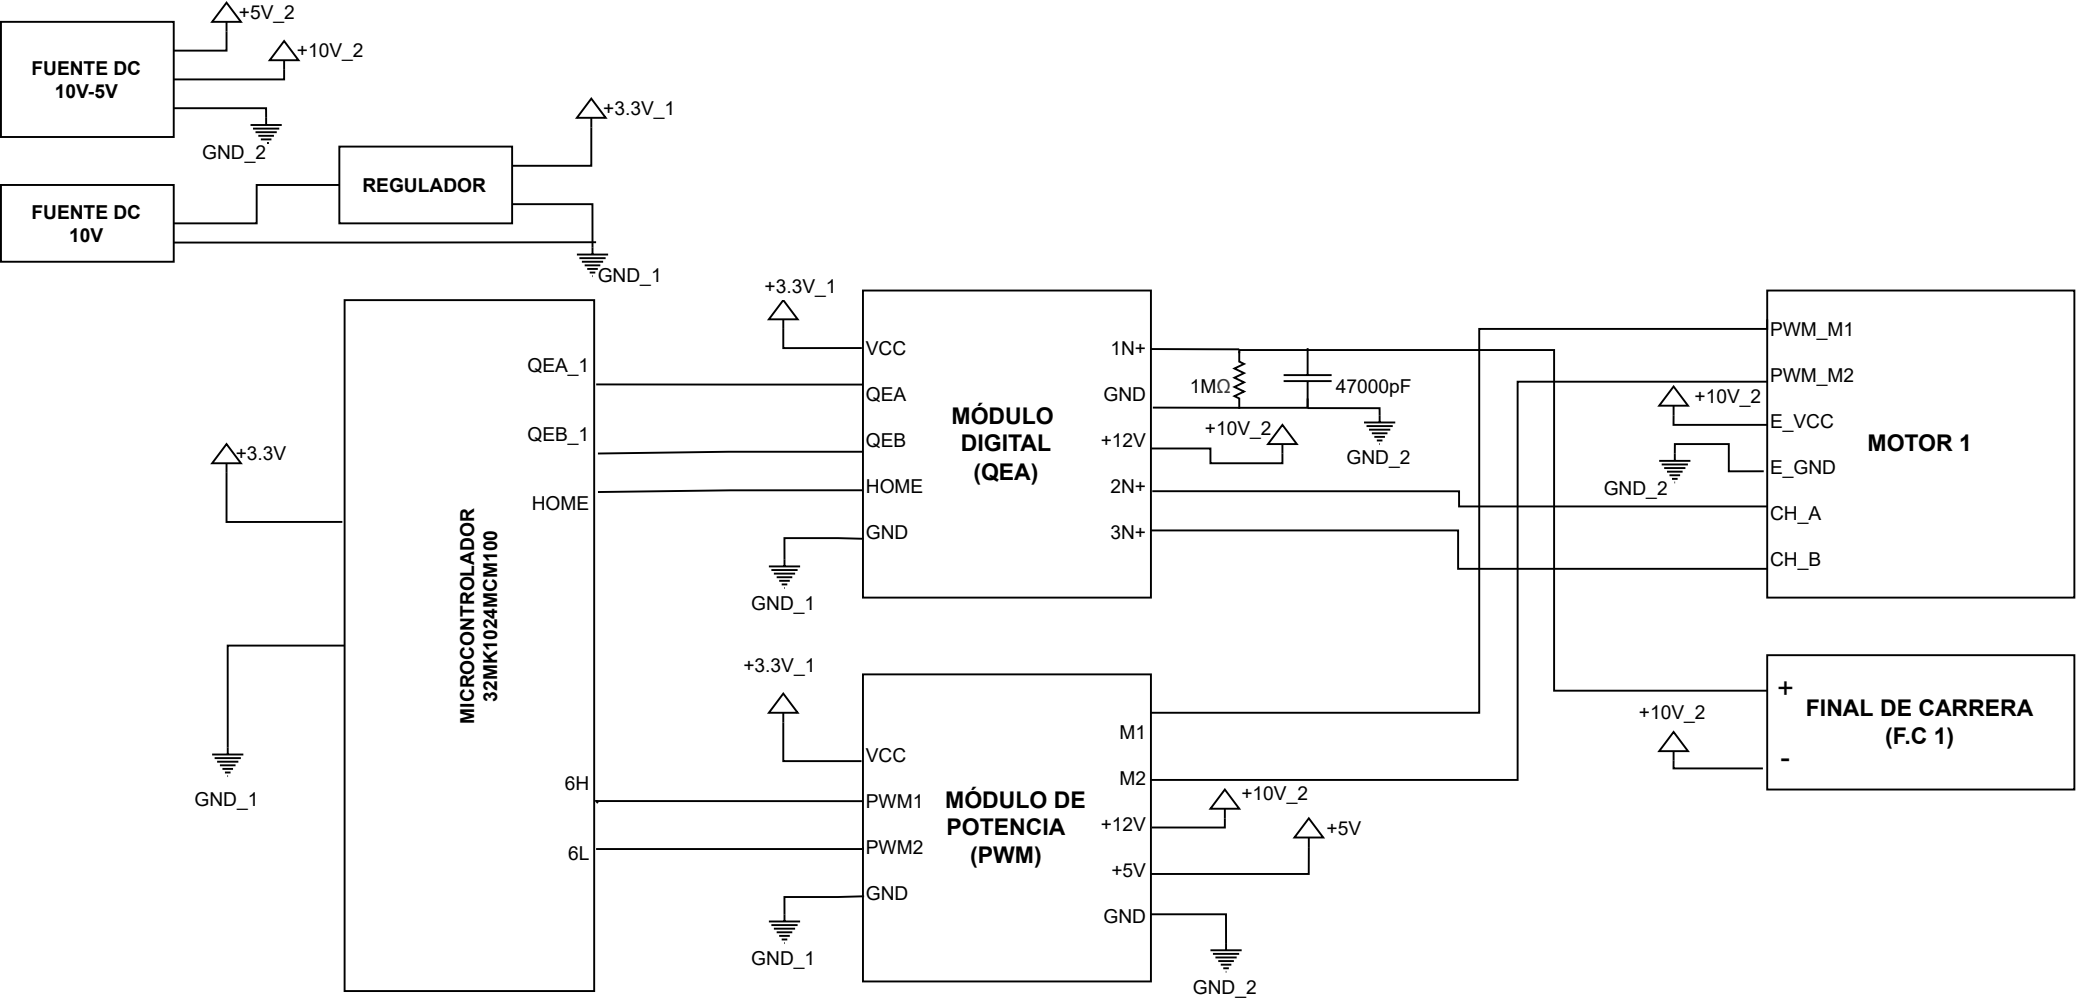 +5V_2
+10V_2
FUENTE DC
10V-5V
GND_2
+3.3V_1
REGULADOR
FUENTE DC
10V
GND_1
+3.3V
GND_1
MICROCONTROLADOR
32MK1024MCM100
QEA_1
QEB_1
HOME
6H
6L
+3.3V_1
VCC
QEA
QEB
HOME
GND
GND_1
MÓDULO
DIGITAL
(QEA)
1N+
GND
+12V
2N+
3N+
1MΩ
47000pF
+10V_2
GND_2
+3.3V_1
VCC
PWM1
PWM2
GND
GND_1
MÓDULO DE
POTENCIA
(PWM)
M1
M2
+12V
+5V
GND
+10V_2
+5V
GND_2
PWM_M1
PWM_M2
+10V_2
E_VCC
E_GND
GND_2
CH_A
CH_B
MOTOR 1
+
-
+10V_2
FINAL DE CARRERA
(F.C 1)